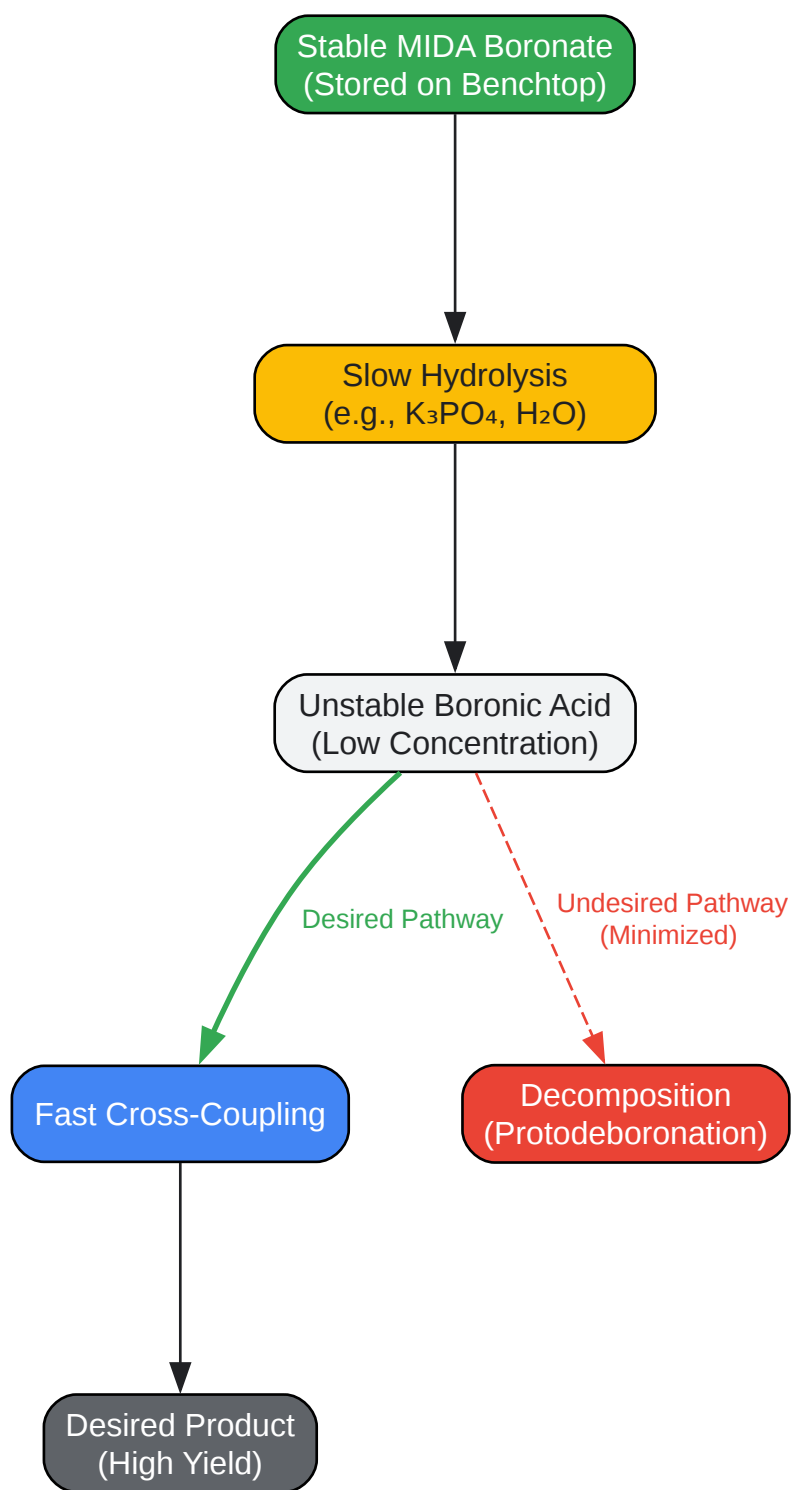 Stable MIDA Boronate
(Stored on Benchtop)
Slow Hydrolysis
(e.g., K₃PO₄, H₂O)
Unstable Boronic Acid
(Low Concentration)
Desired Pathway
Undesired Pathway
(Minimized)
Fast Cross-Coupling
Decomposition
(Protodeboronation)
Desired Product
(High Yield)